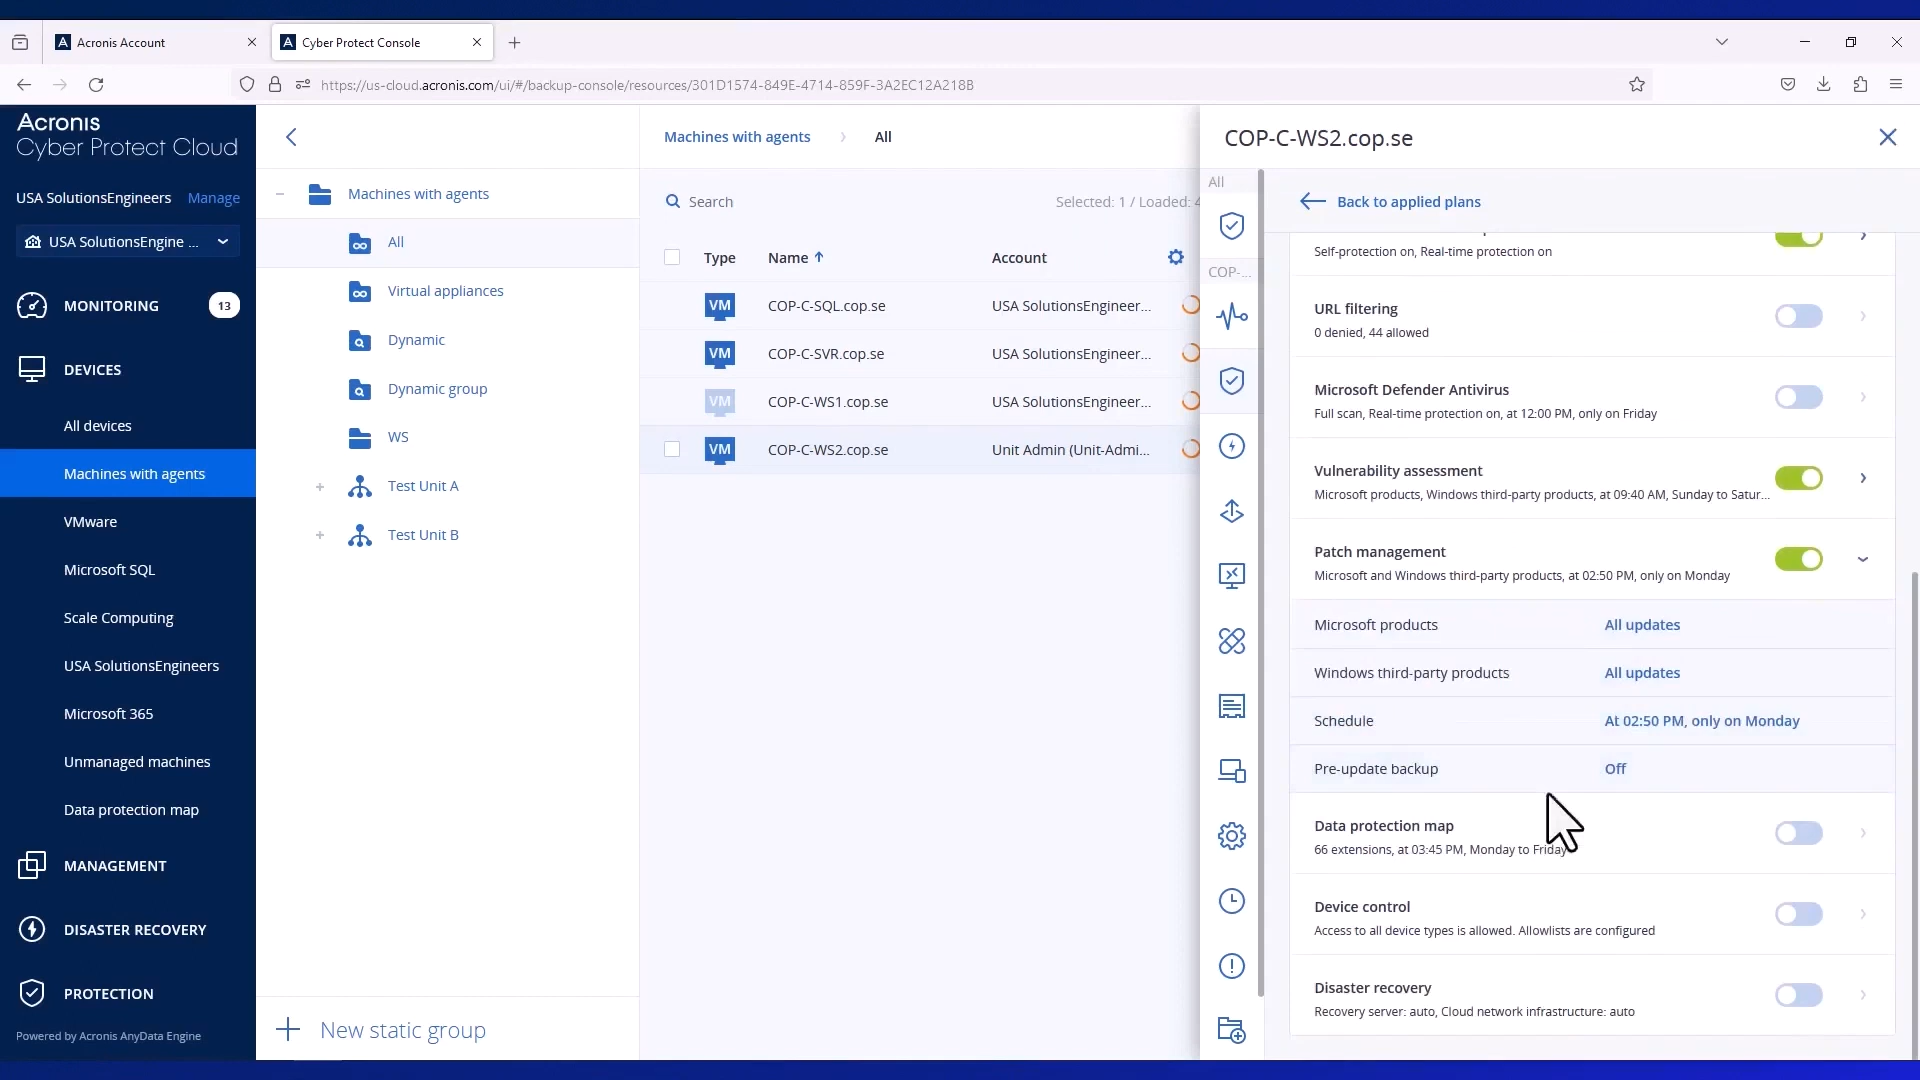 Acronis Account
Cyber Protect Console
https://us-cloud.acronis.com/ui/#/backup-console/resources/301D1574-849E-4714-859F-3A2EC12A218B
Acronis
Cyber Protect Cloud
USA SolutionsEngineers
Manage
USA SolutionsEngine ...
MONITORING
13
DEVICES
All devices
Machines with agents
VMware
Microsoft SQL
Scale Computing
USA SolutionsEngineers
Microsoft 365
Unmanaged machines
Data protection map
MANAGEMENT
DISASTER RECOVERY
PROTECTION
Powered by Acronis AnyData Engine
Machines with agents
All
Virtual appliances
Dynamic
Dynamic group
WS
Test Unit A
Test Unit B
New static group
Machines with agents
All
Search
Selected: 1 / Loaded:
Type
Name
Account
VM
COP-C-SQL.cop.se
USA SolutionsEngineer...
VM
COP-C-SVR.cop.se
USA SolutionsEngineer...
VM
COP-C-WS1.cop.se
USA SolutionsEngineer...
VM
COP-C-WS2.cop.se
Unit Admin (Unit-Admi...
COP-C-WS2.cop.se
All
COP-...
Back to applied plans
Self-protection on, Real-time protection on
URL filtering
0 denied, 44 allowed
Microsoft Defender Antivirus
Full scan, Real-time protection on, at 12:00 PM, only on Friday
Vulnerability assessment
Microsoft products, Windows third-party products, at 09:40 AM, Sunday to Satur...
Patch management
Microsoft and Windows third-party products, at 02:50 PM, only on Monday
Microsoft products
All updates
Windows third-party products
All updates
Schedule
At 02:50 PM, only on Monday
Pre-update backup
Off
Data protection map
66 extensions, at 03:45 PM, Monday to Friday
Device control
Access to all device types is allowed. Allowlists are configured
Disaster recovery
Recovery server: auto, Cloud network infrastructure: auto